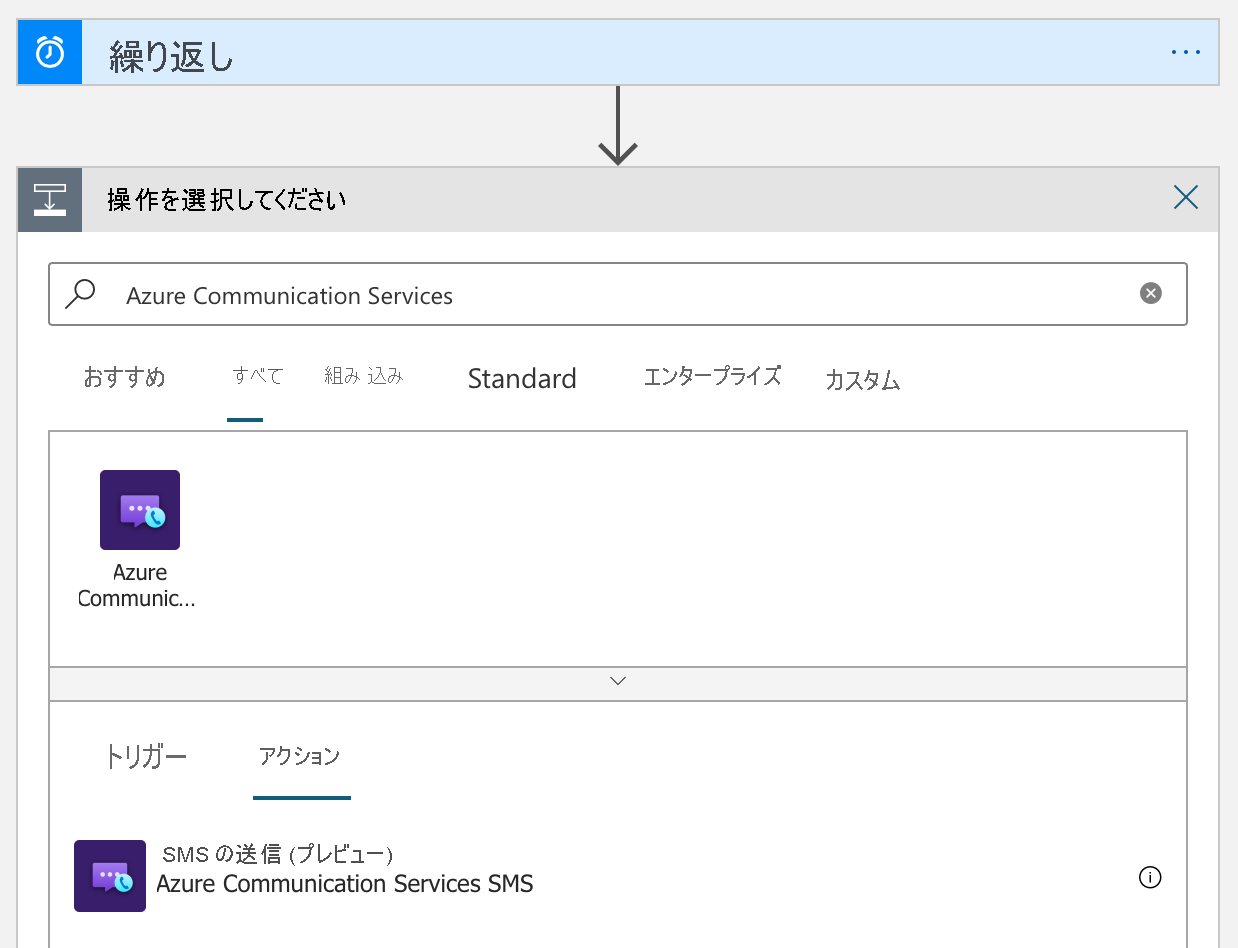 繰り返し
操作を選択してください
Azure Communication Services
おすすめ すべて 組み込み Standard エンタープライズ カスタム
Azure
Communic...
トリガー アクション
SMS の送信 (プレビュー)
Azure Communication Services SMS